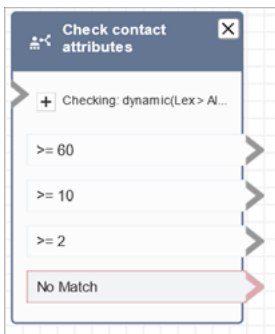 Check contact
attributes
Checking: dynamic(Lex > Al...
>= 60
>= 10
>= 2
No Match